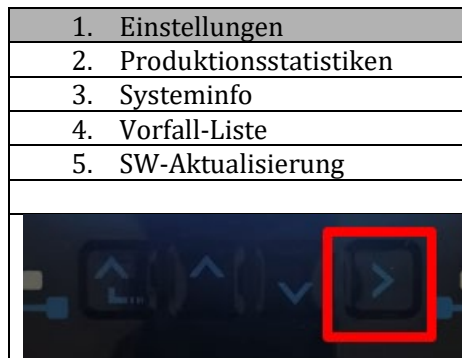 1. Einstellungen
2. Produktionsstatistiken
3. Systeminfo
4. Vorfall-Liste
5. SW-Aktualisierung